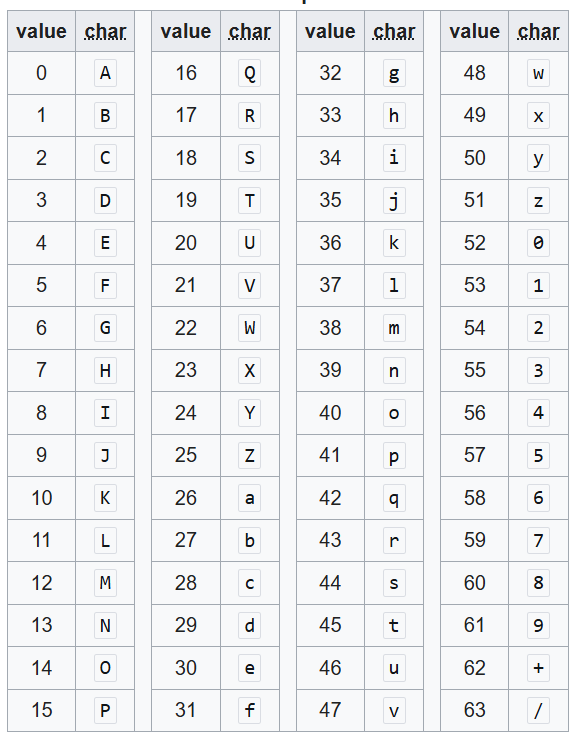 value char value char value char value char
0 A 16 Q 32 g 48 w
1 B 17 R 33 h 49 x
2 C 18 S 34 i 50 y
3 D 19 T 35 j 51 z
4 E 20 U 36 k 52 0
5 F 21 V 37 l 53 1
6 G 22 W 38 m 54 2
7 H 23 X 39 n 55 3
8 I 24 Y 40 o 56 4
9 J 25 Z 41 p 57 5
10 K 26 a 42 q 58 6
11 L 27 b 43 r 59 7
12 M 28 c 44 s 60 8
13 N 29 d 45 t 61 9
14 O 30 e 46 u 62 +
15 P 31 f 47 v 63 /